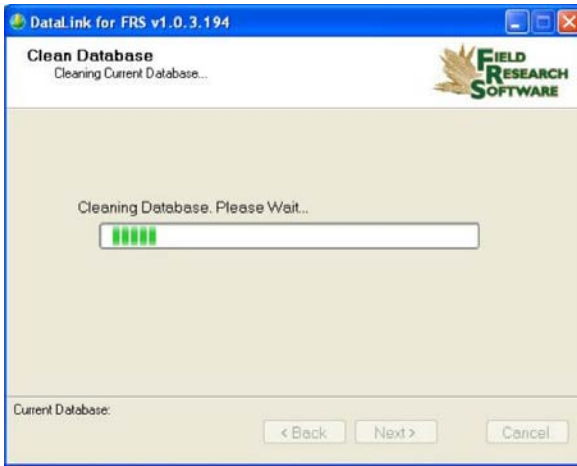 DataLink for FRS v1.0.3.194
Clean Database
Cleaning Current Database...
FIELD
RESEARCH
SOFTWARE
Cleaning Database. Please Wait...
Current Database:
< Back
Next >
Cancel